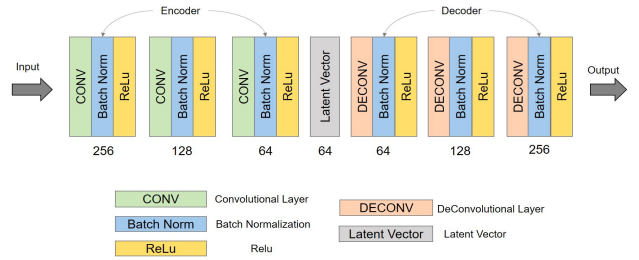 Encoder
Decoder
Input
Output
CONV
Batch Norm
ReLu
CONV
Batch Norm
ReLu
CONV
Batch Norm
ReLu
Latent Vector
DECONV
Batch Norm
ReLu
DECONV
Batch Norm
ReLu
DECONV
Batch Norm
ReLu
256 128 64 64 64 128 256
CONV Convolutional Layer
Batch Norm Batch Normalization
ReLu Relu
DECONV DeConvolutional Layer
Latent Vector Latent Vector